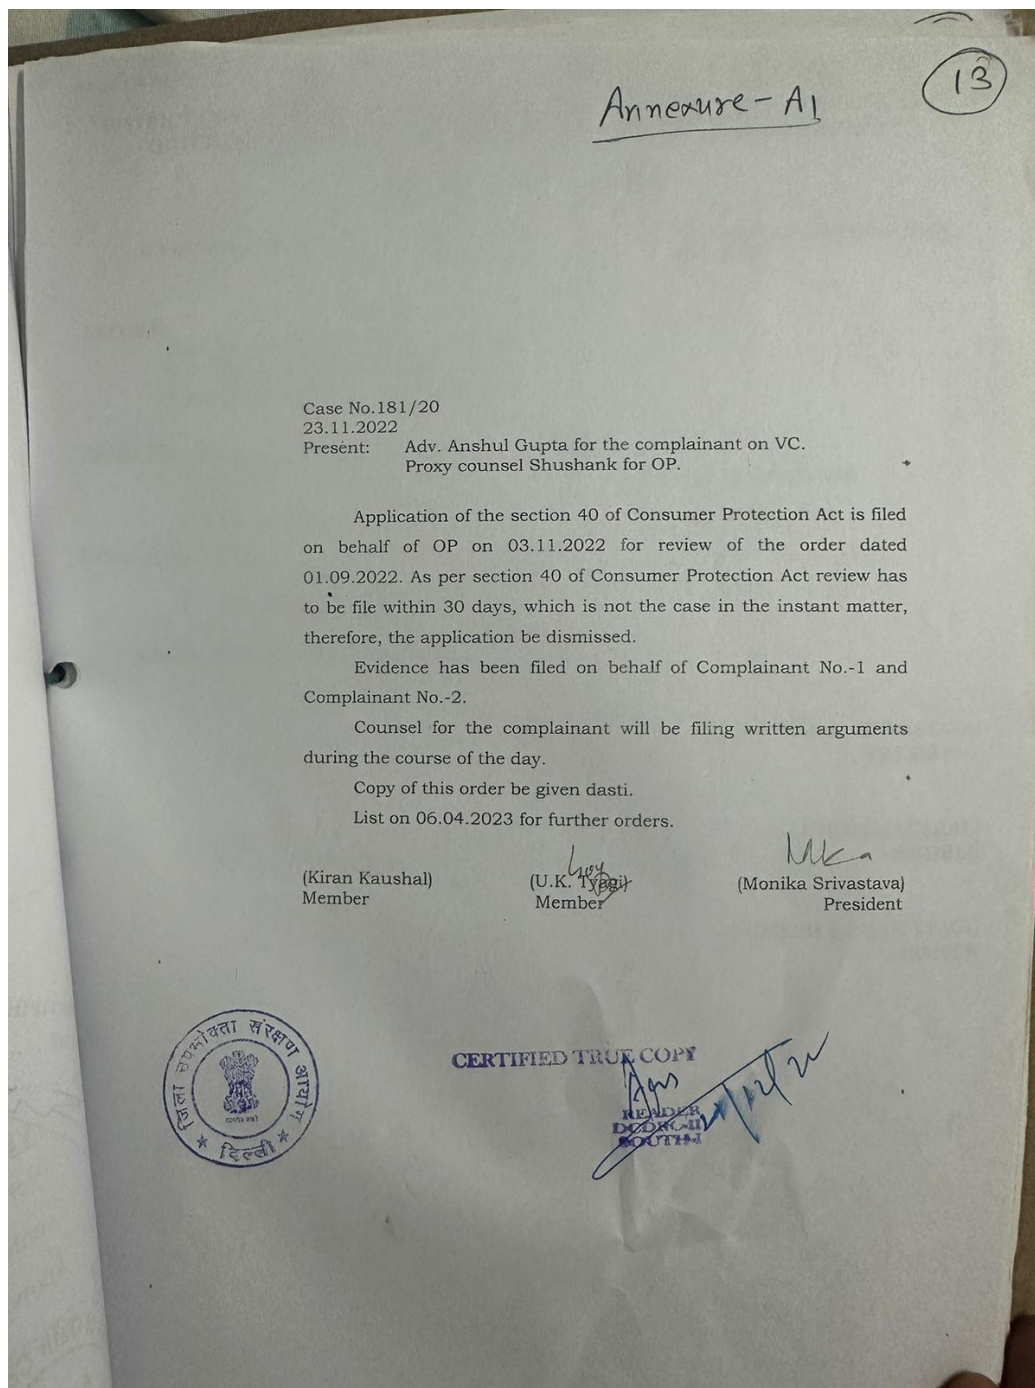 13
Annexure - A1
Case No.181/20
23.11.2022
Present: Adv. Anshul Gupta for the complainant on VC.
Proxy counsel Shushank for OP.
Application of the section 40 of Consumer Protection Act is filed
on behalf of OP on 03.11.2022 for review of the order dated
01.09.2022. As per section 40 of Consumer Protection Act review has
to be file within 30 days, which is not the case in the instant matter,
therefore, the application be dismissed.
Evidence has been filed on behalf of Complainant No.-1 and
Complainant No.-2.
Counsel for the complainant will be filing written arguments
during the course of the day.
Copy of this order be given dasti.
List on 06.04.2023 for further orders.
(Kiran Kaushal) (U.K. Tyagi) (Monika Srivastava)
Member Member President
जिला उपभोक्ता संरक्षण आयोग
दिल्ली
CERTIFIED TRUE COPY
READER
DCDRC-II
SOUTH-I